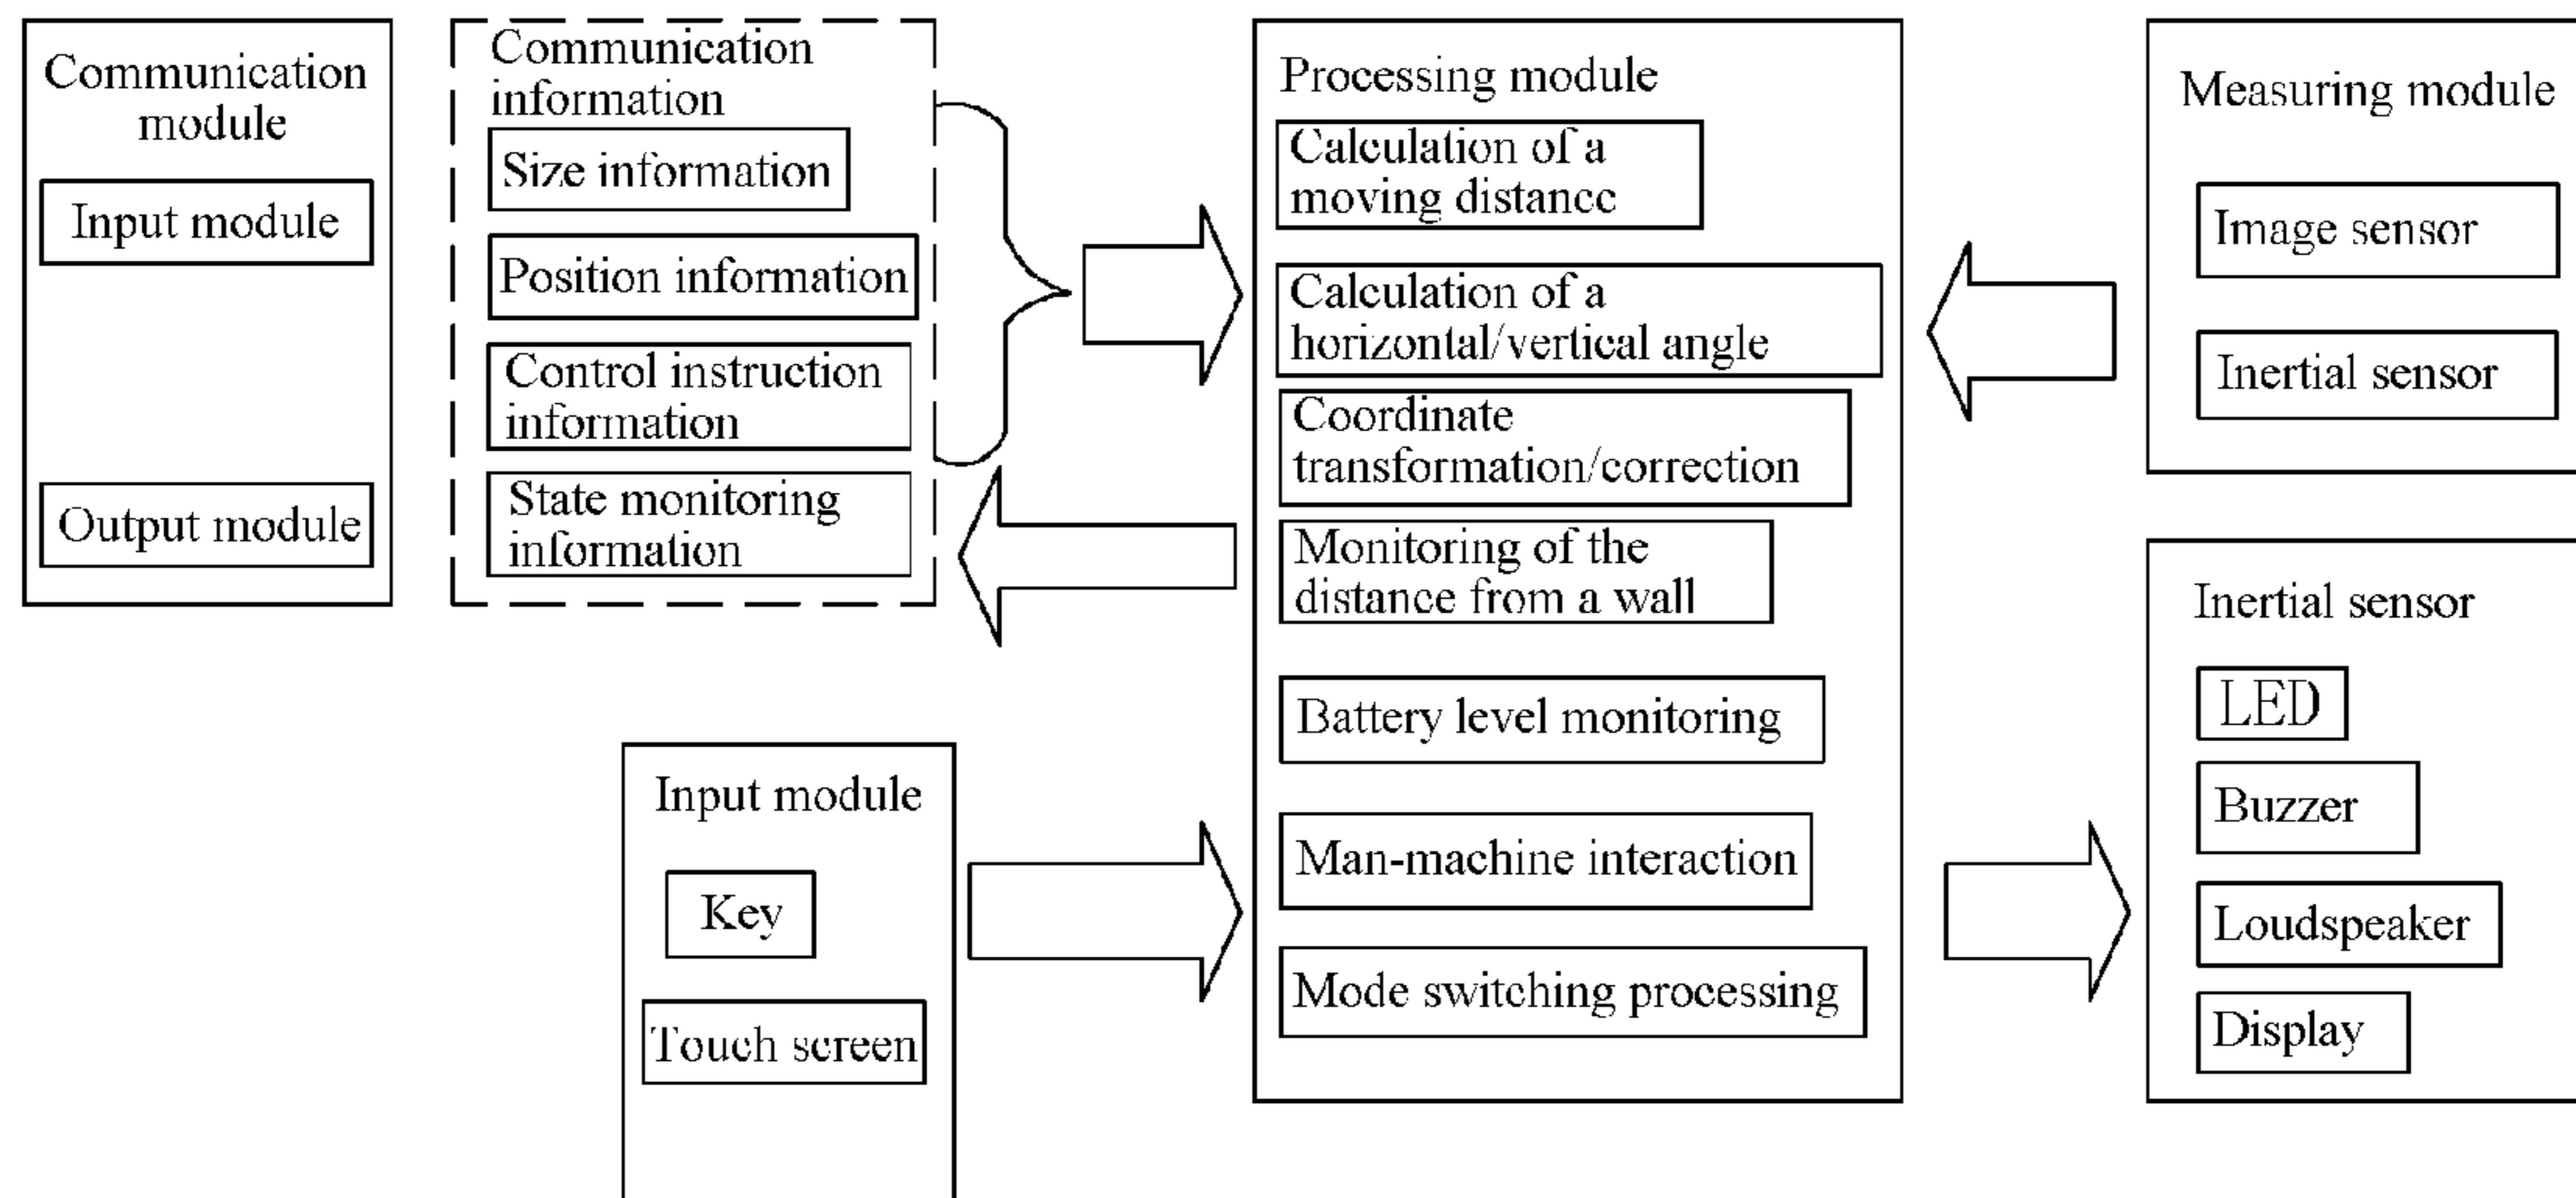 Communication
module
Input module
Output module
Communication
information
Size information
Position information
Control instruction
information
State monitoring
information
Input module
Key
Touch screen
Processing module
Calculation of a
moving distance
Calculation of a
horizontal/vertical angle
Coordinate
transformation/correction
Monitoring of the
distance from a wall
Battery level monitoring
Man-machine interaction
Mode switching processing
Measuring module
Image sensor
Inertial sensor
Inertial sensor
LED
Buzzer
Loudspeaker
Display